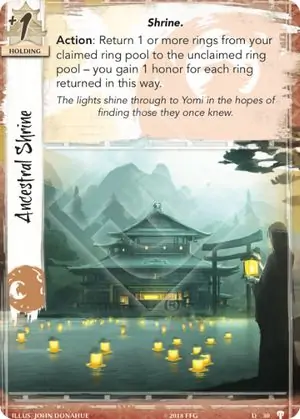 +1
HOLDING
Shrine.
Action: Return 1 or more rings from your
claimed ring pool to the unclaimed ring
pool – you gain 1 honor for each ring
returned in this way.
The lights shine through to Yomi in the hopes of
finding those they once knew.
Ancestral Shrine
ILLUS: JOHN DONAHUE
© 2018 FFG